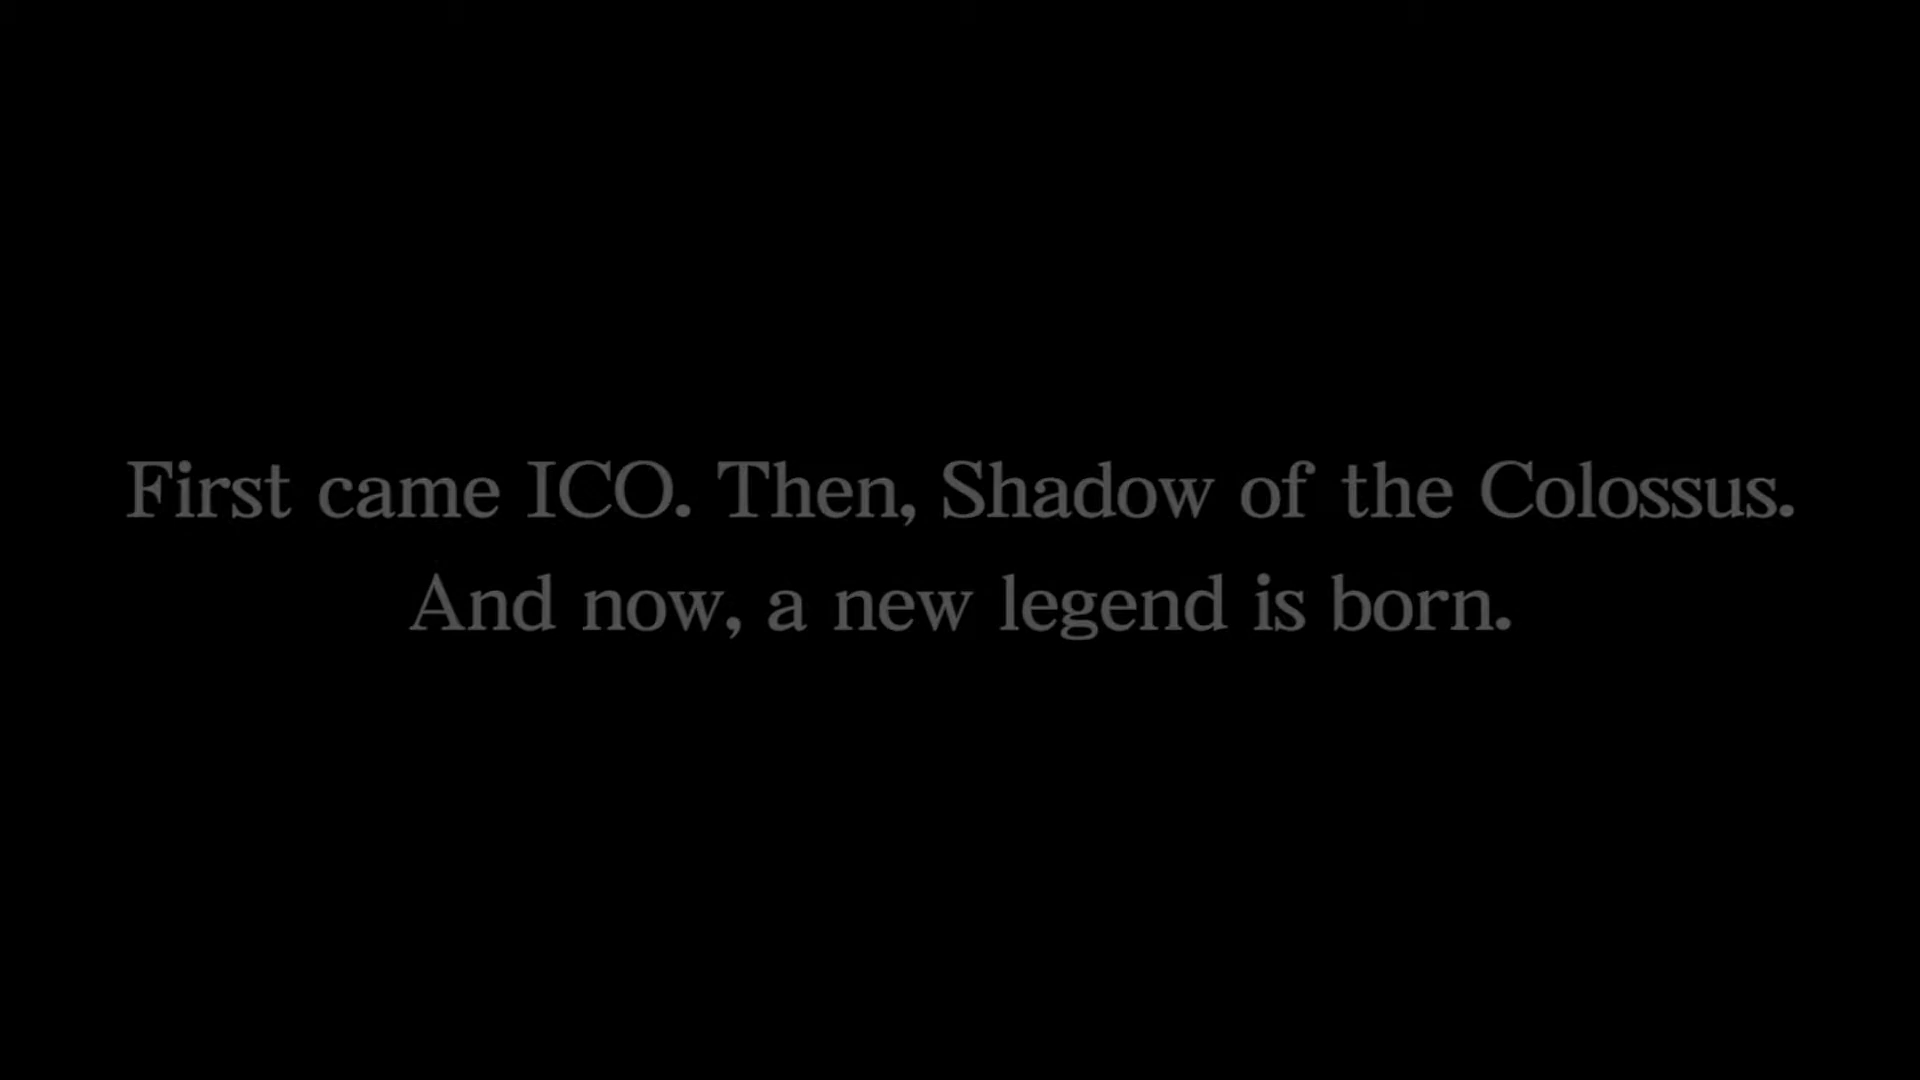 First came ICO. Then, Shadow of the Colossus.
And now, a new legend is born.